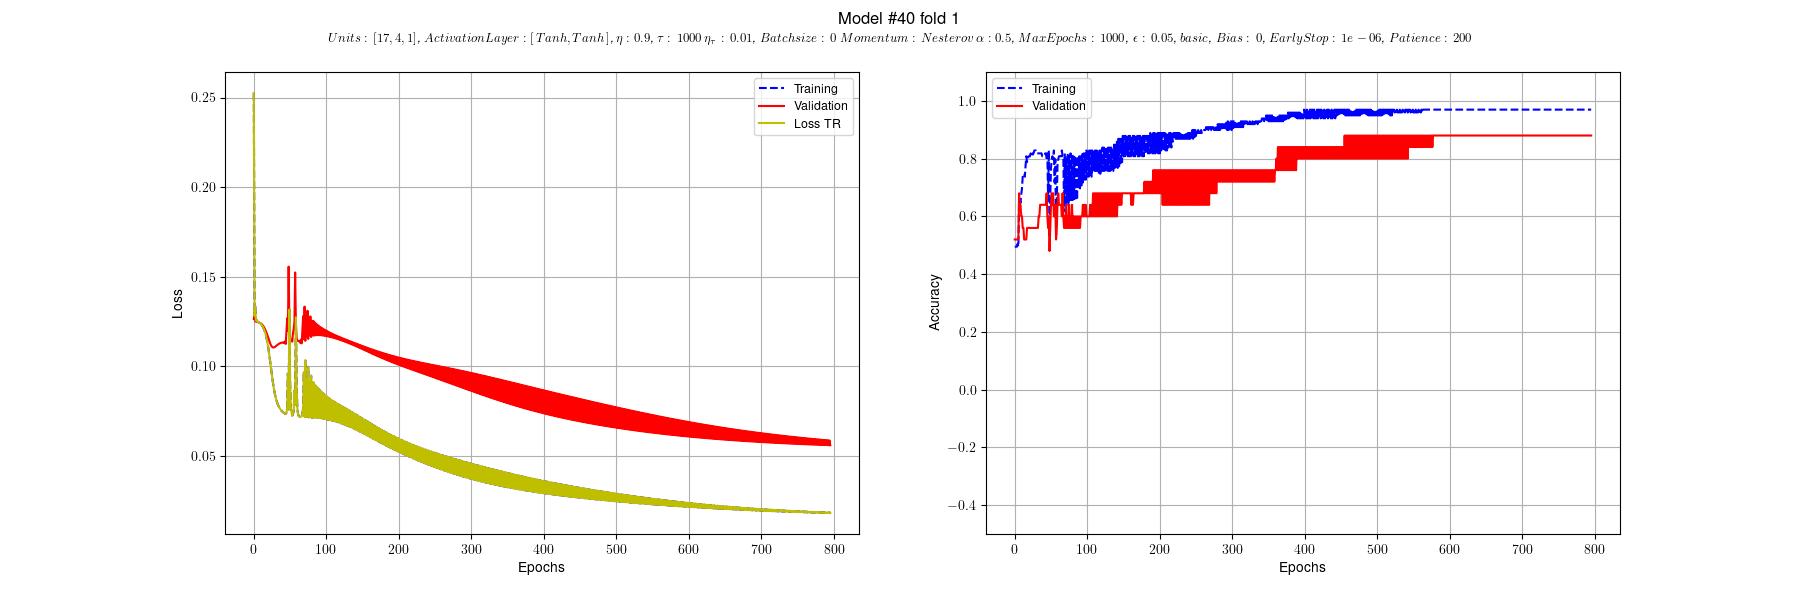 Model #40 fold 1
Units : [17, 4, 1], ActivationLayer : [Tanh, Tanh], η : 0.9, τ : 1000 η_τ : 0.01, Batchsize : 0 Momentum : Nesterov α : 0.5, MaxEpochs : 1000, ϵ : 0.05, basic, Bias : 0, EarlyStop : 1e − 06, Patience : 200
Training
Validation
Loss TR
0.25
0.20
0.15
0.10
0.05
Loss
0 100 200 300 400 500 600 700 800
Epochs
Training
Validation
1.0
0.8
0.6
0.4
0.2
0.0
−0.2
−0.4
Accuracy
0 100 200 300 400 500 600 700 800
Epochs